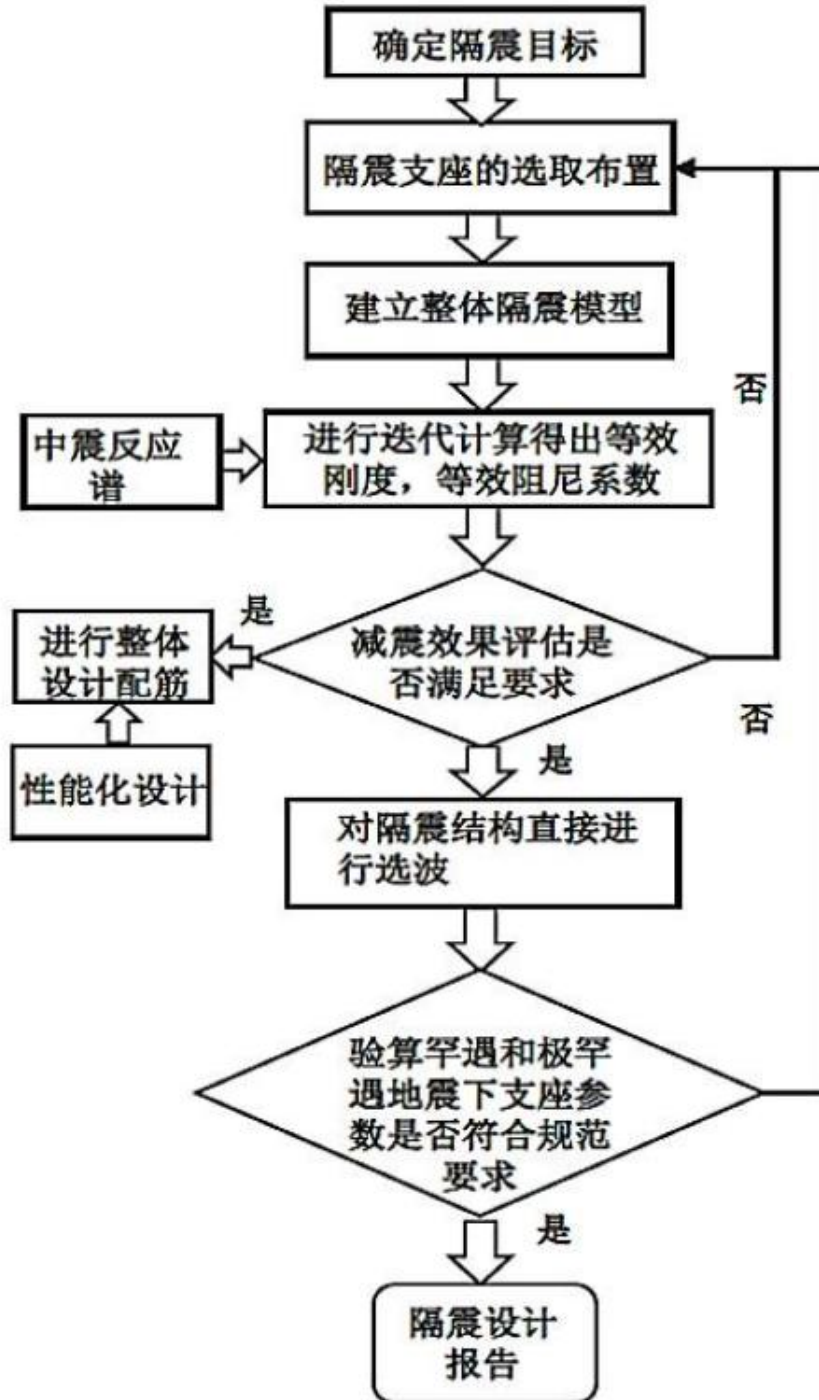 确定隔震目标
隔震支座的选取布置
建立整体隔震模型
否
中震反应
谱
进行迭代计算得出等效
刚度，等效阻尼系数
是
进行整体
设计配筋
减震效果评估是
否满足要求
否
性能化设计
是
对隔震结构直接进
行选波
验算罕遇和极罕
遇地震下支座参
数是否符合规范
要求
是
隔震设计
报告